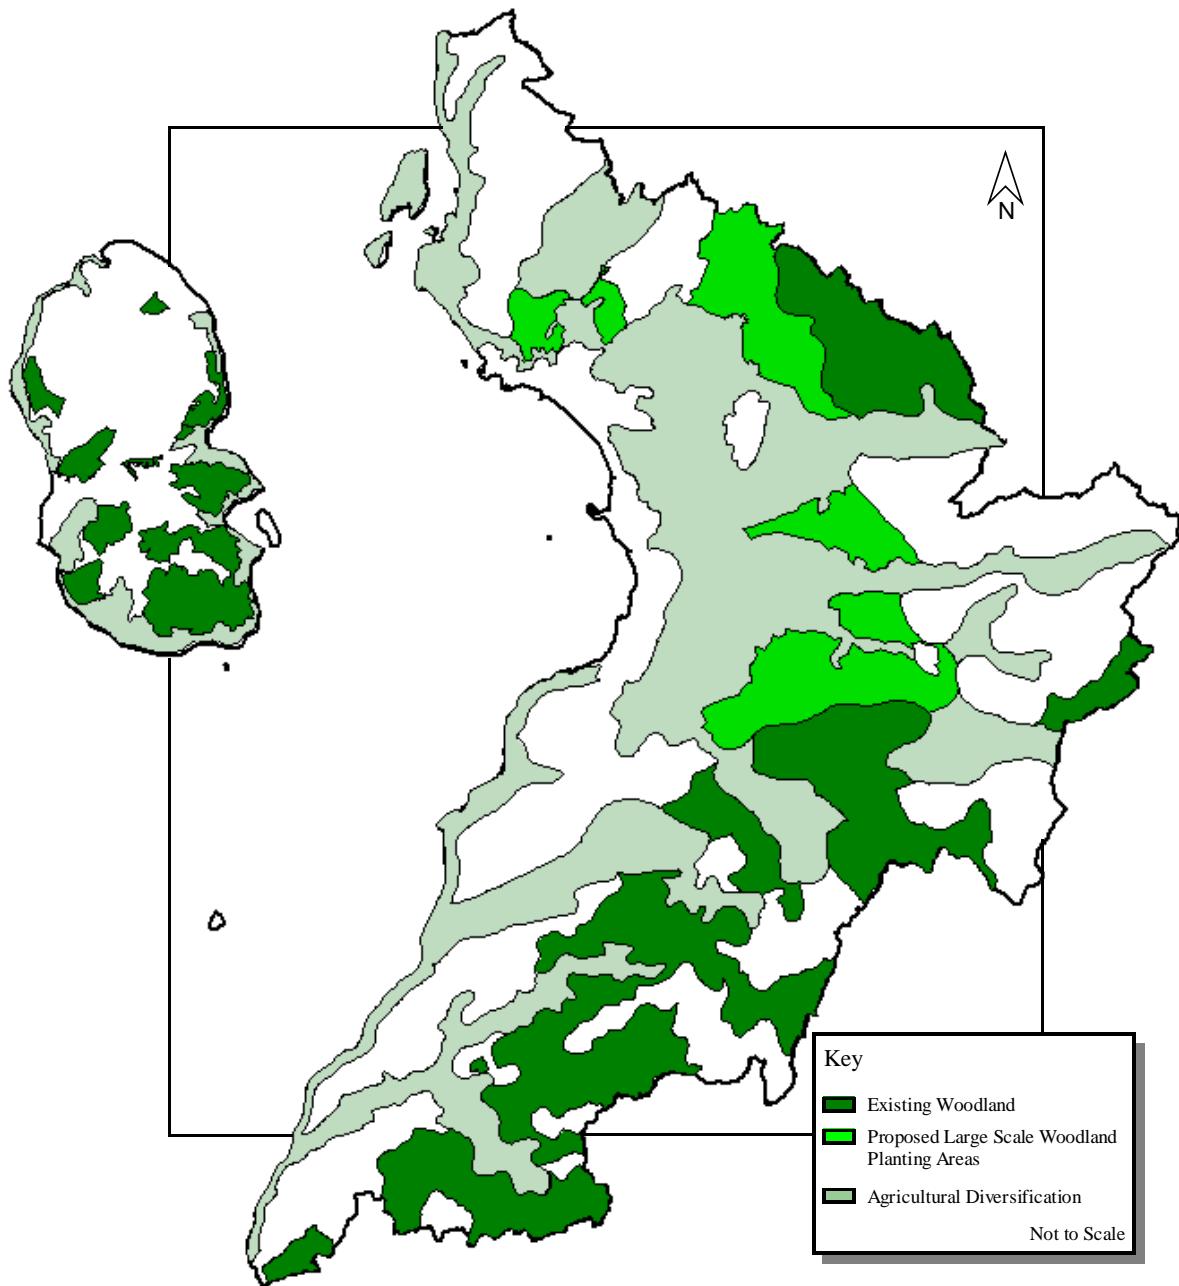 N
Key
Existing Woodland
Proposed Large Scale Woodland
Planting Areas
Agricultural Diversification
Not to Scale